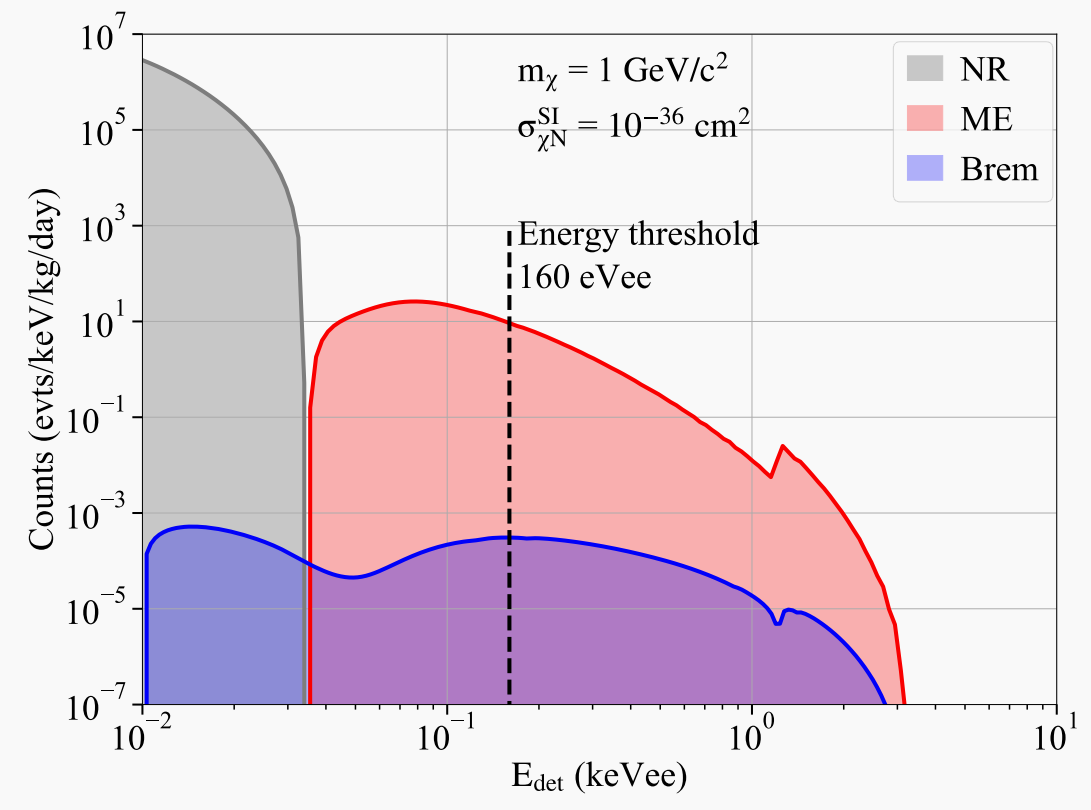 10⁷
10⁵
10³
10¹
10⁻¹
10⁻³
10⁻⁵
10⁻⁷
Counts (evts/keV/kg/day)
mχ = 1 GeV/c²
σ^SI_χN = 10⁻³⁶ cm²
NR
ME
Brem
Energy threshold
160 eVee
10⁻²
10⁻¹
10⁰
10¹
E_det (keVee)